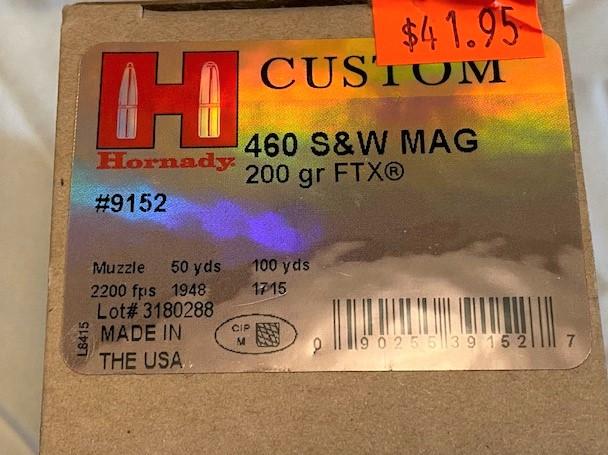 $41.95
CUSTOM
Hornady
460 S&W MAG
200 gr FTX®
#9152
Muzzle 50 yds 100 yds
2200 fps 1948 1715
Lot# 3180288
MADE IN
THE USA
CIP
M
L8415
0 90255 39152 7